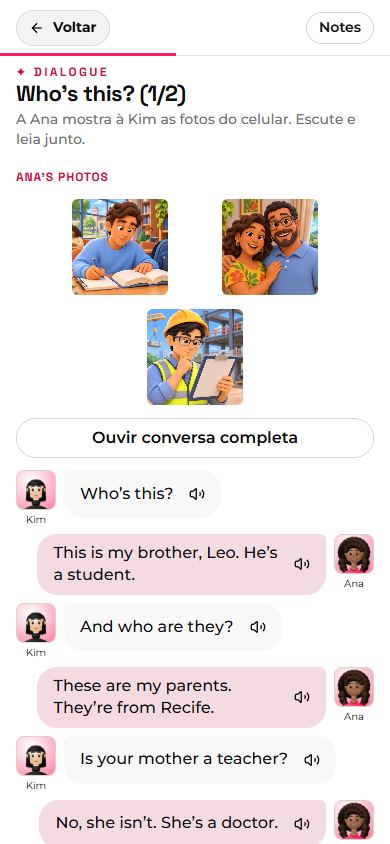 ← Voltar
Notes
✦ DIALOGUE
Who's this? (1/2)
A Ana mostra à Kim as fotos do celular. Escute e
leia junto.
ANA'S PHOTOS
Ouvir conversa completa
Who's this?
Kim
This is my brother, Leo. He's
a student.
Ana
And who are they?
Kim
These are my parents.
They're from Recife.
Ana
Is your mother a teacher?
Kim
No, she isn't. She's a doctor.